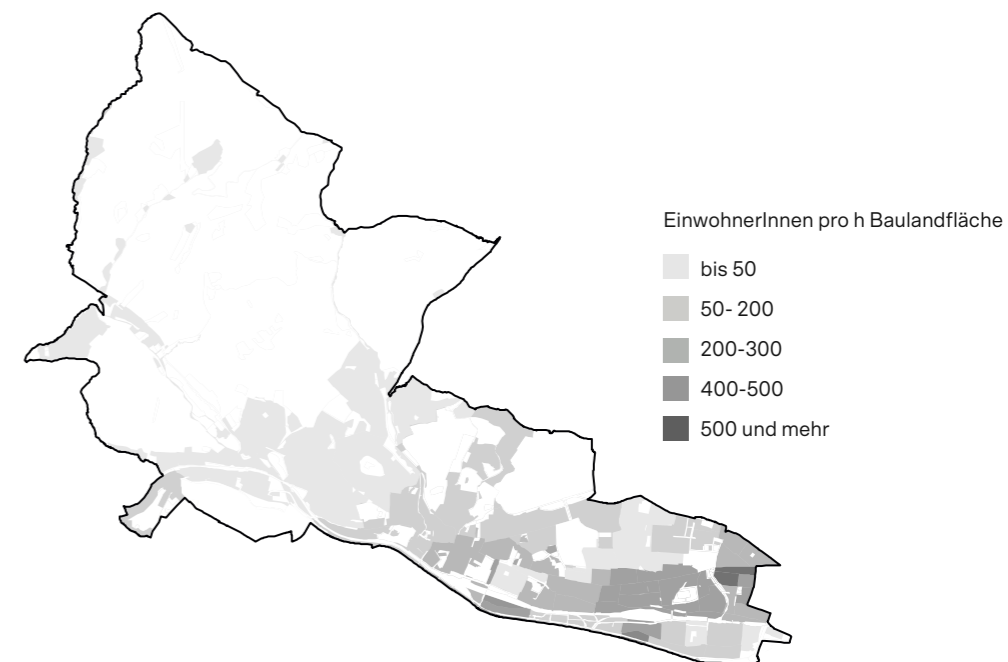 EinwohnerInnen pro h Baulandfläche
bis 50
50- 200
200-300
400-500
500 und mehr